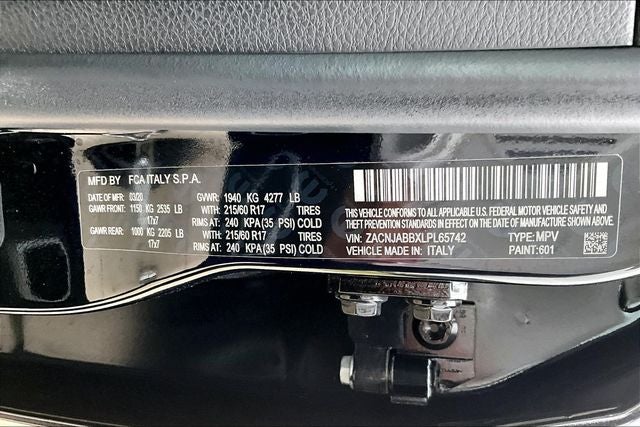 MFD BY FCA ITALY S.P.A.
DATE OF MFR 03/20 GVWR: 1940 KG 4277 LB
GAWR FRONT: 1150 KG 2535 LB WITH 215/60 R17 TIRES
17x7 RIMS AT: 240 KPA (35 PSI) COLD
GAWR REAR: 1000 KG 2205 LB WITH 215/60 R17 TIRES
17x7 RIMS AT: 240 KPA (35 PSI) COLD
THIS VEHICLE CONFORMS TO ALL APPLICABLE U.S. FEDERAL MOTOR VEHICLE SAFETY AND
THEFT PREVENTION STANDARDS IN EFFECT ON THE DATE OF MANUFACTURE SHOWN ABOVE.
VIN: ZACNJABBXLPL65742 TYPE: MPV
VEHICLE MADE IN: ITALY PAINT:601